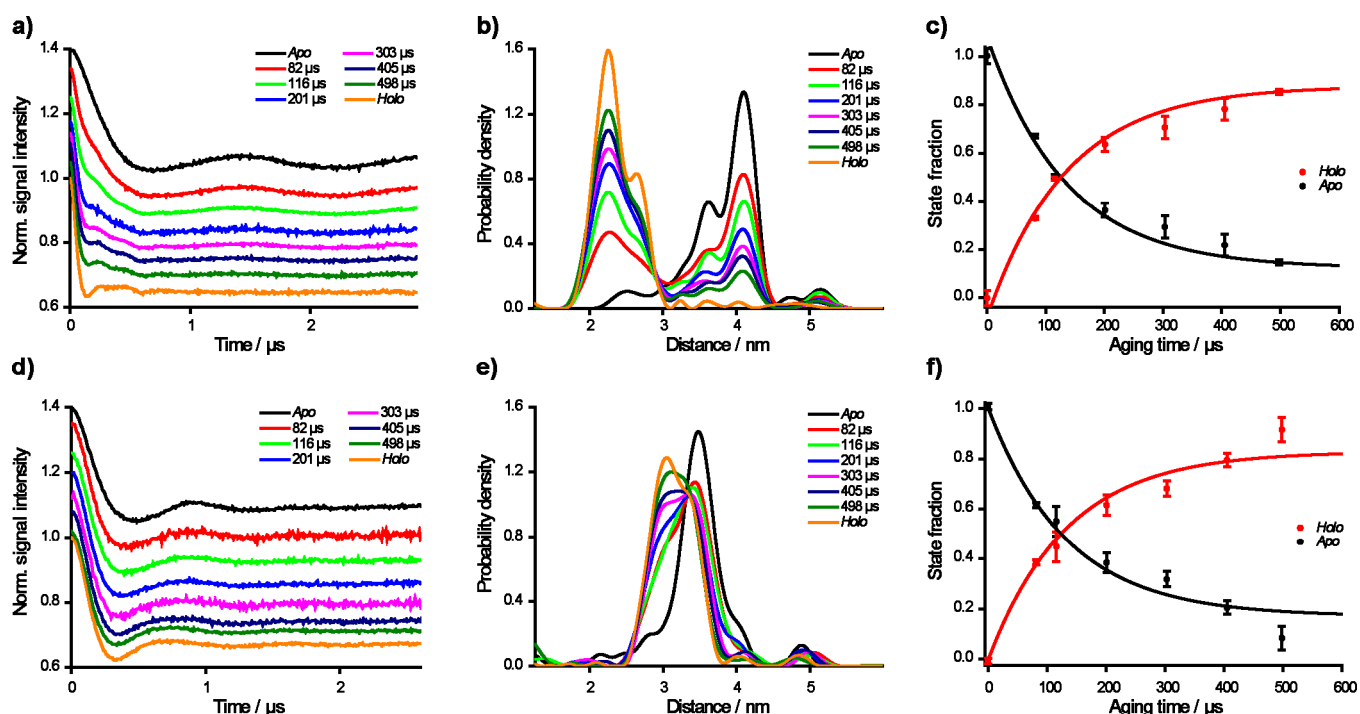 a)
Norm. signal intensity
1.4
1.2
1.0
0.8
0.6
Apo 303 µs
82 µs 405 µs
116 µs 498 µs
201 µs Holo
0 1 2
Time / µs
b)
Probability density
1.6
1.2
0.8
0.4
0.0
Apo
82 µs
116 µs
201 µs
303 µs
405 µs
498 µs
Holo
2 3 4 5
Distance / nm
c)
State fraction
1.0
0.8
0.6
0.4
0.2
0.0
Holo
Apo
0 100 200 300 400 500 600
Aging time / µs
d)
Norm. signal intensity
1.4
1.2
1.0
0.8
0.6
Apo 303 µs
82 µs 405 µs
116 µs 498 µs
201 µs Holo
0 1 2
Time / µs
e)
Probability density
1.6
1.2
0.8
0.4
0.0
Apo
82 µs
116 µs
201 µs
303 µs
405 µs
498 µs
Holo
2 3 4 5
Distance / nm
f)
State fraction
1.0
0.8
0.6
0.4
0.2
0.0
Holo
Apo
0 100 200 300 400 500 600
Aging time / µs